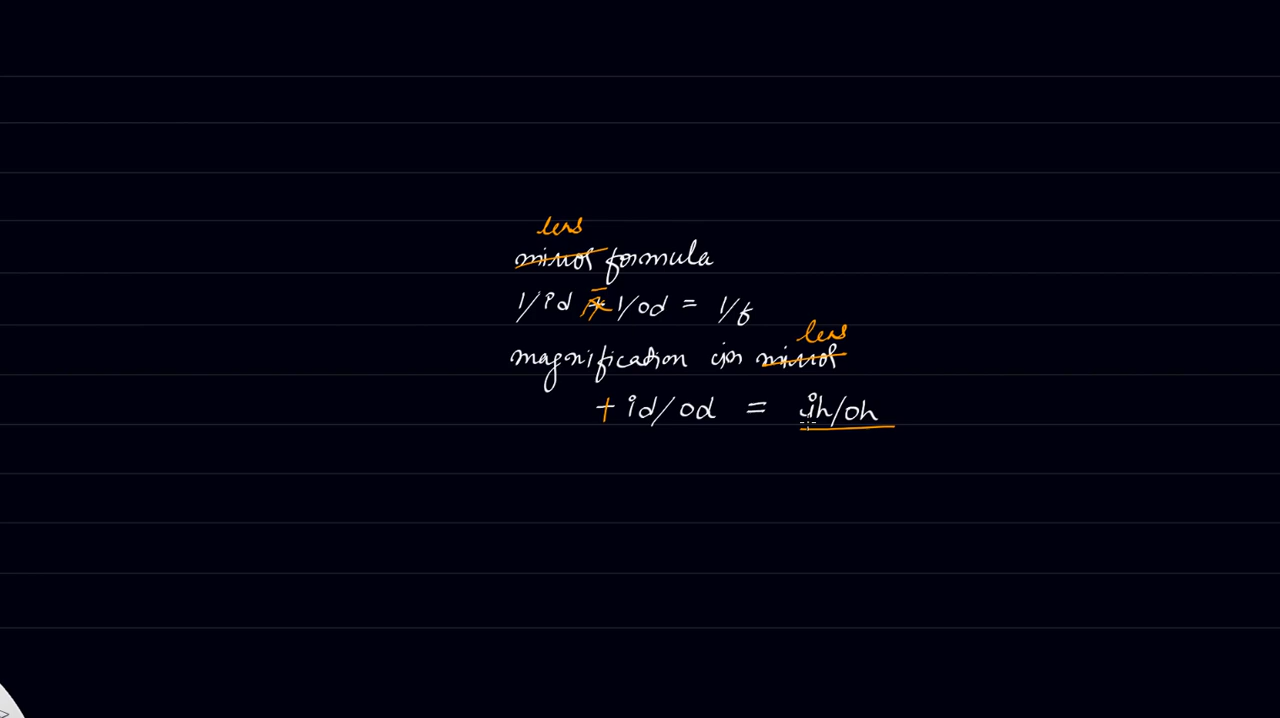 lens
mirror formula
1/id - 1/od = 1/f
lens
magnification in mirror
+ id/od = ih/oh